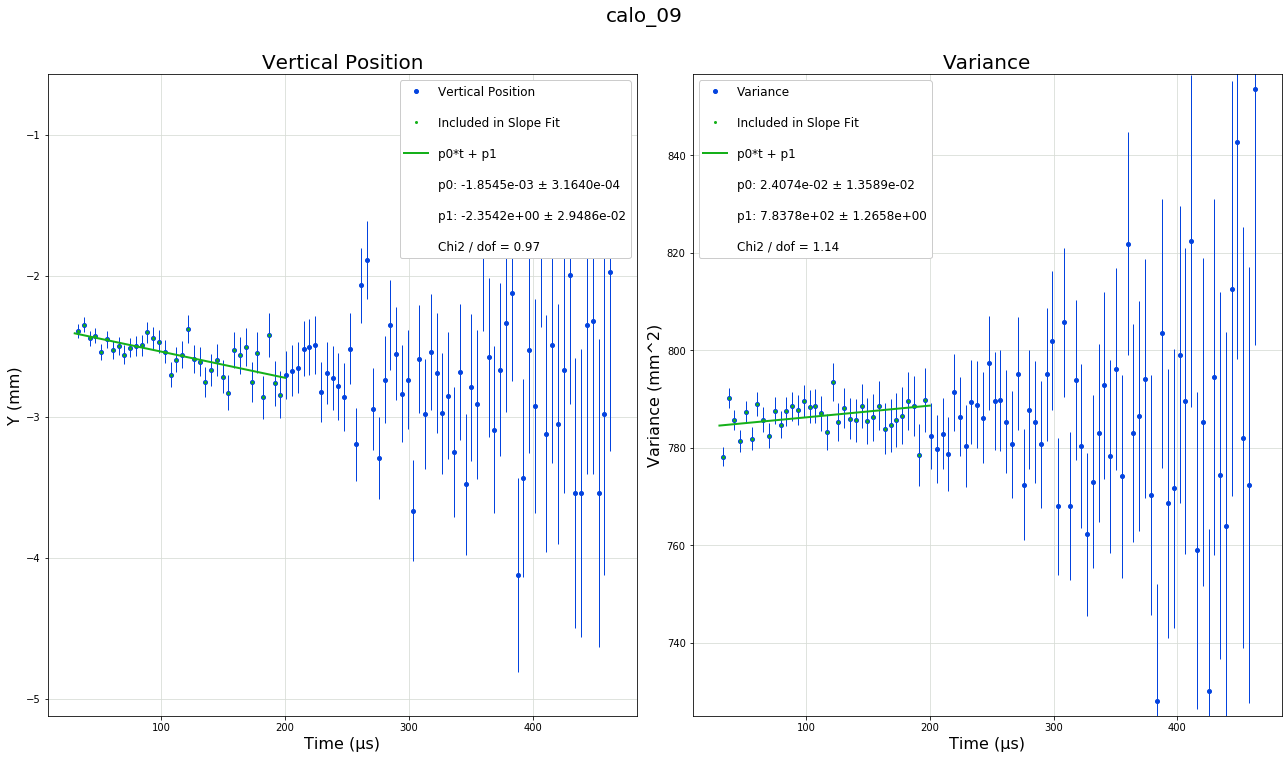 calo_09
Vertical Position
Vertical Position
Included in Slope Fit
p0*t + p1
p0: -1.8545e-03 ± 3.1640e-04
p1: -2.3542e+00 ± 2.9486e-02
Chi2 / dof = 0.97
Y (mm)
−1
−2
−3
−4
−5
100
200
300
400
Time (μs)
Variance
Variance
Included in Slope Fit
p0*t + p1
p0: 2.4074e-02 ± 1.3589e-02
p1: 7.8378e+02 ± 1.2658e+00
Chi2 / dof = 1.14
Variance (mm^2)
840
820
800
780
760
740
100
200
300
400
Time (μs)